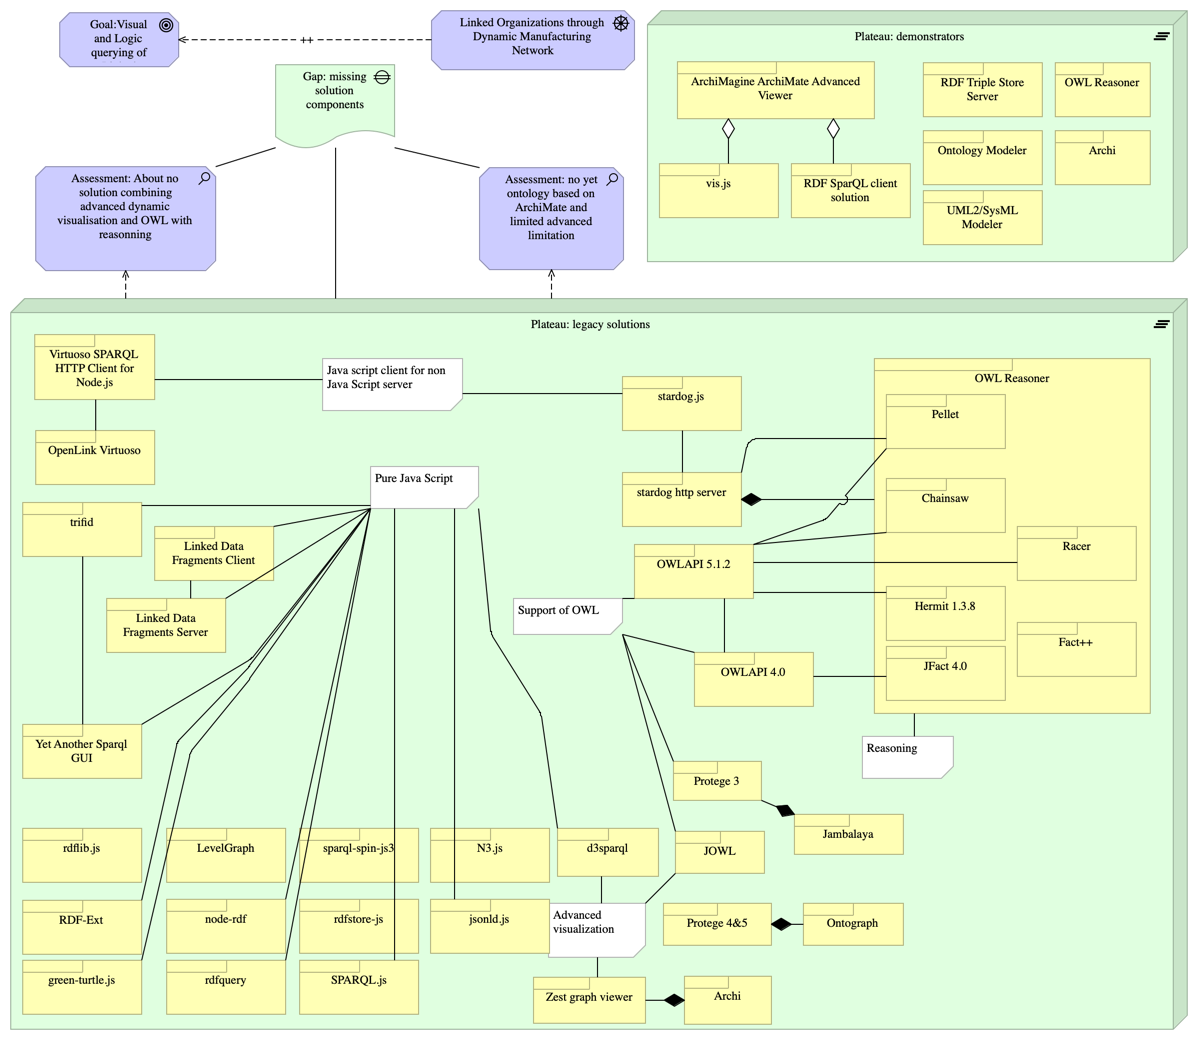 Goal:Visual
and Logic
querying of
++
Linked Organizations through
Dynamic Manufacturing
Network
Gap: missing
solution
components
Assessment: About no
solution combining
advanced dynamic
visualisation and OWL with
reasonning
Assessment: no yet
ontology based on
ArchiMate and
limited advanced
limitation
Plateau: demonstrators
ArchiMagine ArchiMate Advanced
Viewer
vis.js
RDF SparQL client
solution
RDF Triple Store
Server
OWL Reasoner
Ontology Modeler
Archi
UML2/SysML
Modeler
Plateau: legacy solutions
Virtuoso SPARQL
HTTP Client for
Node.js
OpenLink Virtuoso
Java script client for non
Java Script server
stardog.js
stardog http server
OWL Reasoner
Pellet
Chainsaw
Racer
Hermit 1.3.8
Fact++
JFact 4.0
Pure Java Script
trifid
Linked Data
Fragments Client
Linked Data
Fragments Server
OWLAPI 5.1.2
Support of OWL
OWLAPI 4.0
Reasoning
Yet Another Sparql
GUI
Protege 3
Jambalaya
rdflib.js
LevelGraph
sparql-spin-js3
N3.js
d3sparql
JOWL
RDF-Ext
node-rdf
rdfstore-js
jsonld.js
Advanced
visualization
Protege 4&5
Ontograph
green-turtle.js
rdfquery
SPARQL.js
Zest graph viewer
Archi